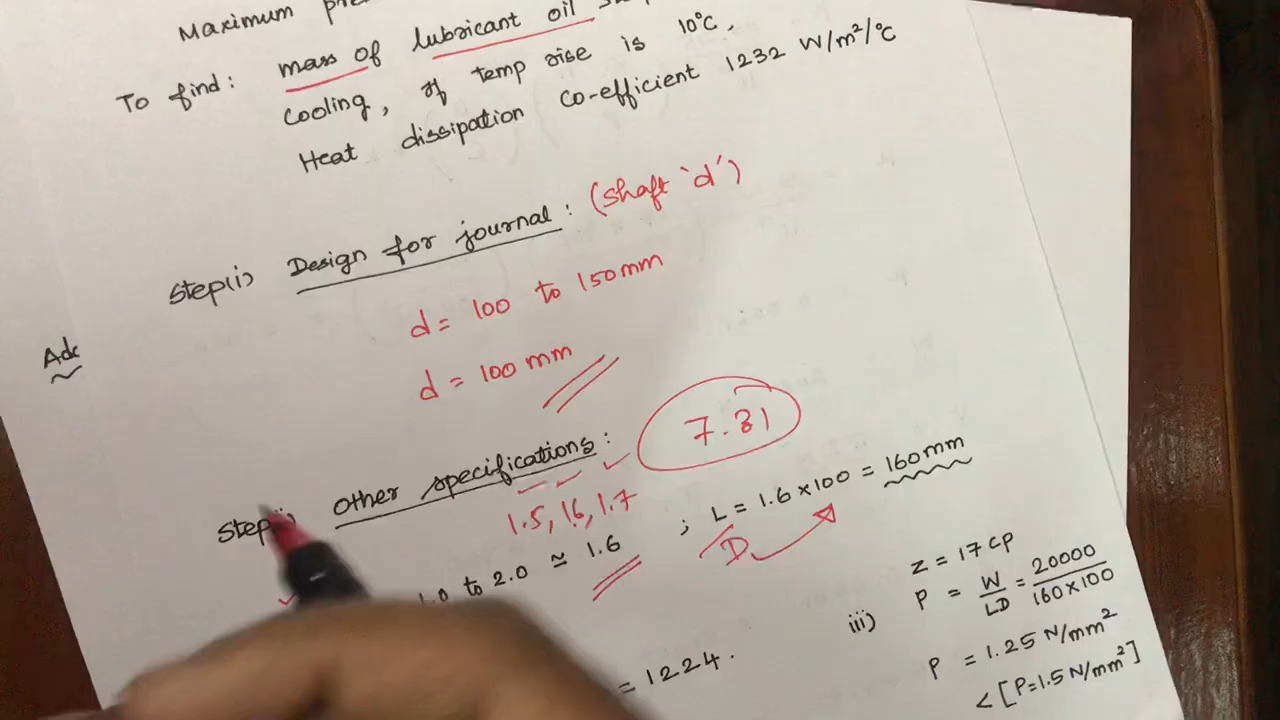 Maximum
To find: mass of lubricant oil
cooling, if temp rise is 10°C.
Heat dissipation co-efficient 1232 W/m²/°C
Step(i) Design for journal: (shaft 'd')
d = 100 to 150mm
Adc
d = 100 mm
7.31
Step(ii) Other specifications:
1.5, 1.6, 1.7
1.0 to 2.0 ≃ 1.6 ; L = 1.6 × 100 = 160mm
D
= 1224.
iii) Z = 17 CP
P = W/LD = 20000/160×100
P = 1.25 N/mm²
< [P=1.5 N/mm²]